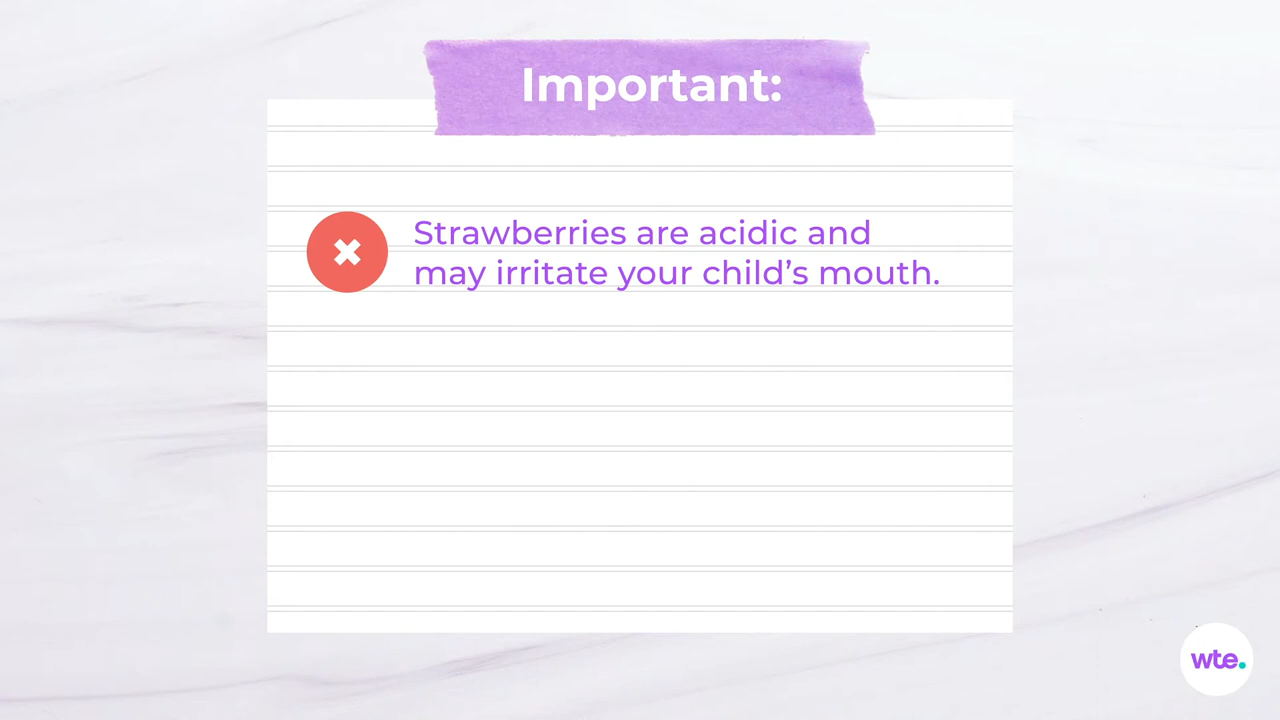 Important:
Strawberries are acidic and
may irritate your child’s mouth.
wte.